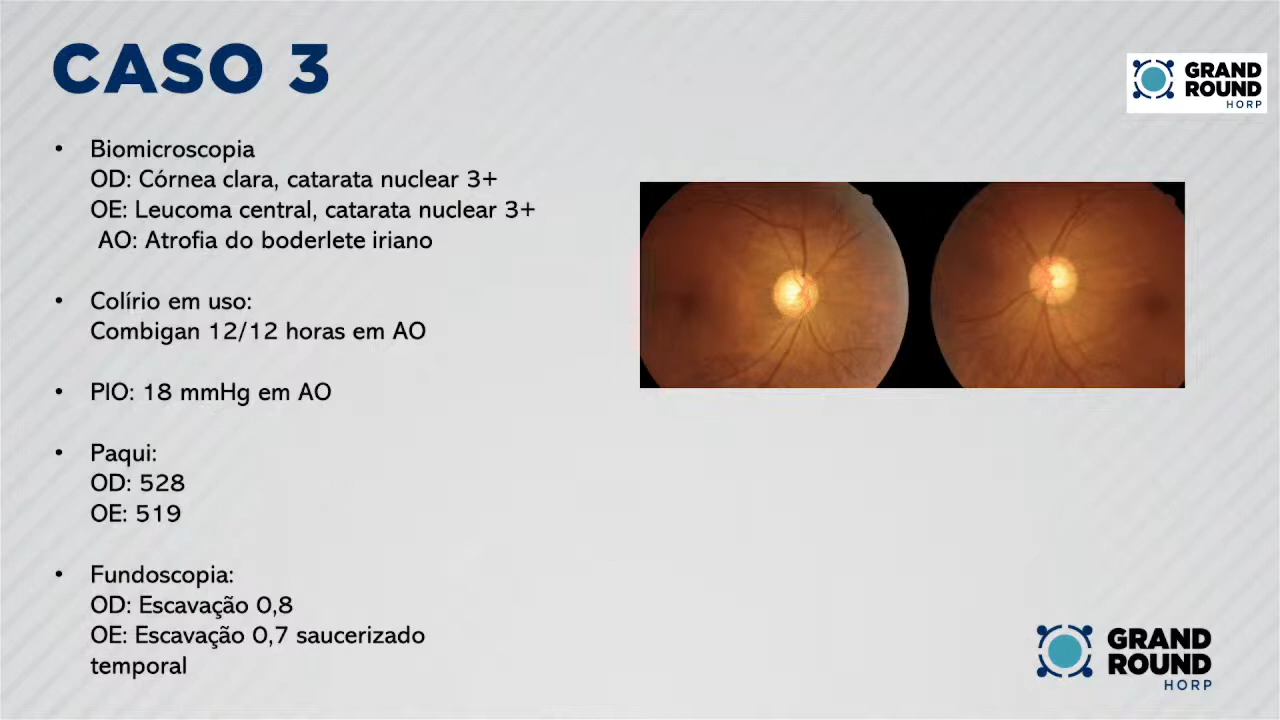 CASO 3
GRAND
ROUND
HORP
• Biomicroscopia
OD: Córnea clara, catarata nuclear 3+
OE: Leucoma central, catarata nuclear 3+
AO: Atrofia do boderlete iriano
• Colírio em uso:
Combigan 12/12 horas em AO
• PIO: 18 mmHg em AO
• Paqui:
OD: 528
OE: 519
• Fundoscopia:
OD: Escavação 0,8
OE: Escavação 0,7 saucerizado
temporal
GRAND
ROUND
HORP